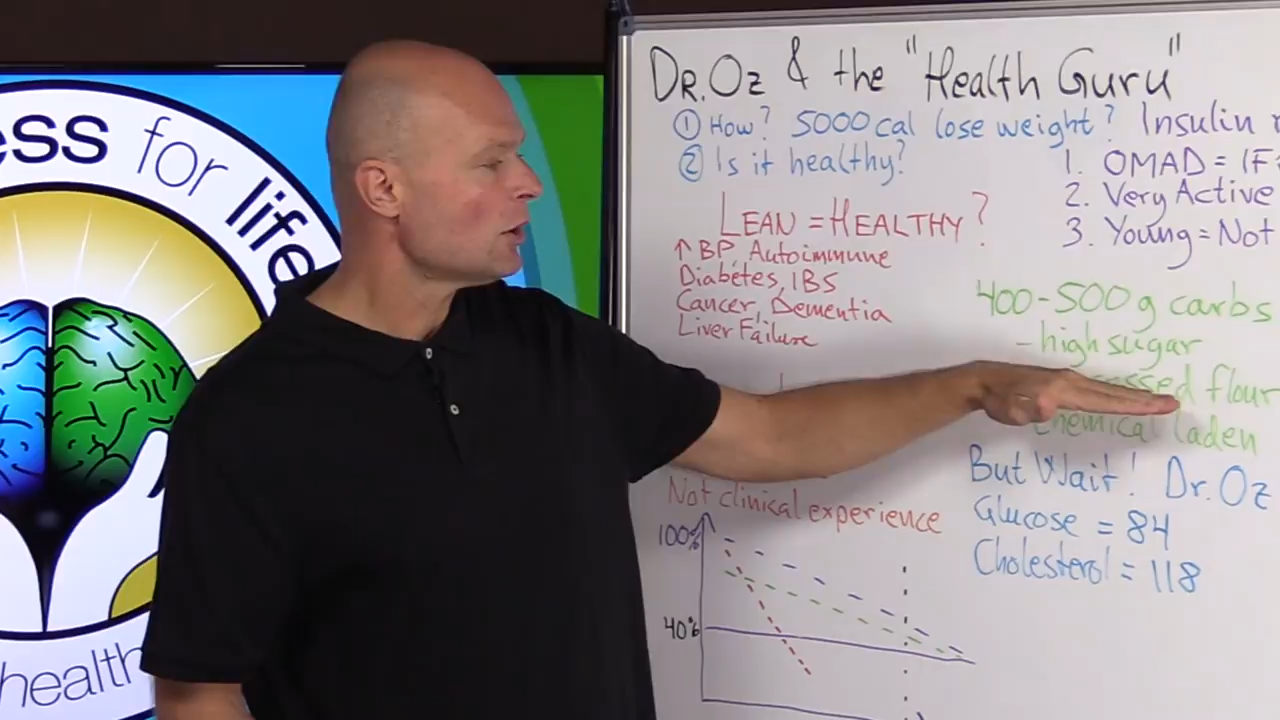 ess for life
health
Dr. Oz & the "Health Guru"
① How? 5000 cal lose weight?
② Is it healthy?
Insulin
1. OMAD = IF
2. Very Active
3. Young = Not
LEAN = HEALTHY?
↑ BP, Autoimmune
Diabetes, IBS
Cancer, Dementia
Liver Failure
400-500g carbs
- high sugar
flour
chemical laden
Not clinical experience
100%
40%
But Wait! Dr. Oz
Glucose = 84
Cholesterol = 118